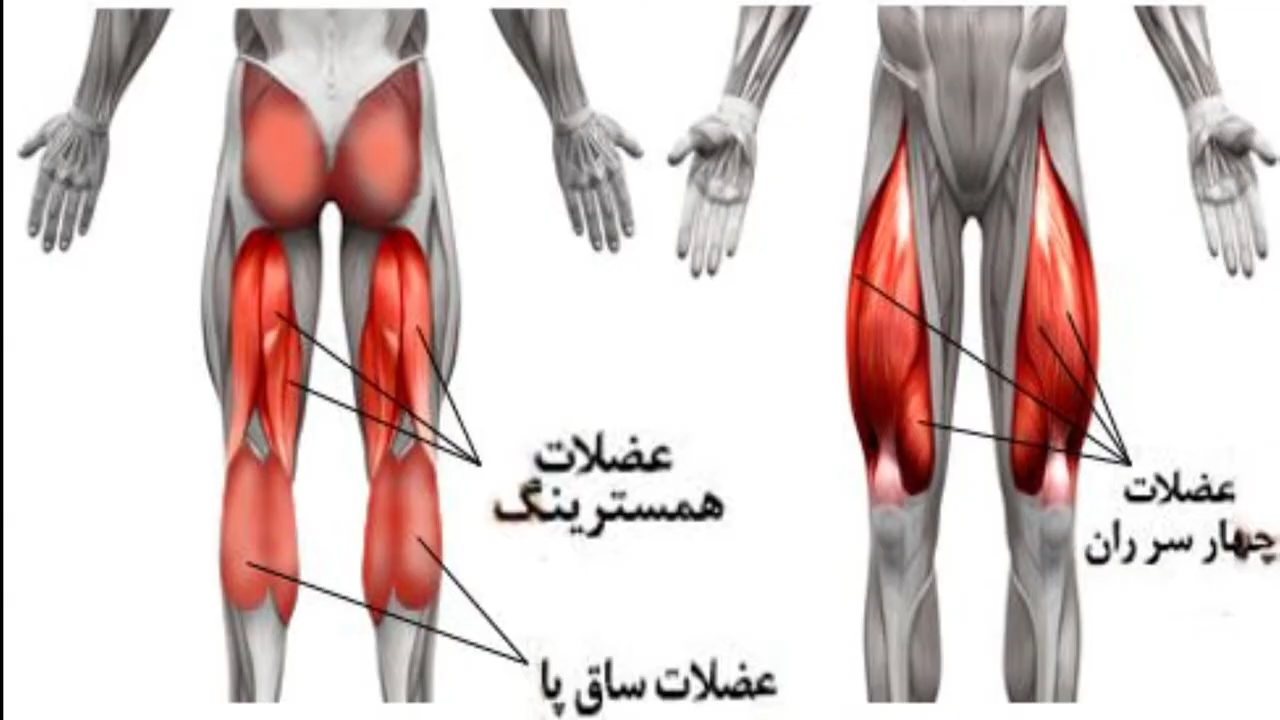 عضلات
همسترینگ
عضلات ساق پا
عضلات
چهار سر ران